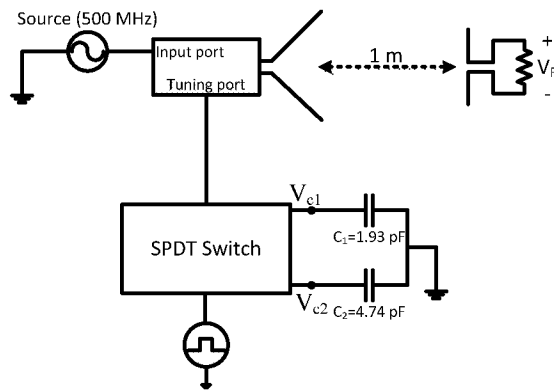 Source (500 MHz)
Input port
Tuning port
1 m
+
-
SPDT Switch
Vc1
C1=1.93 pF
Vc2
C2=4.74 pF